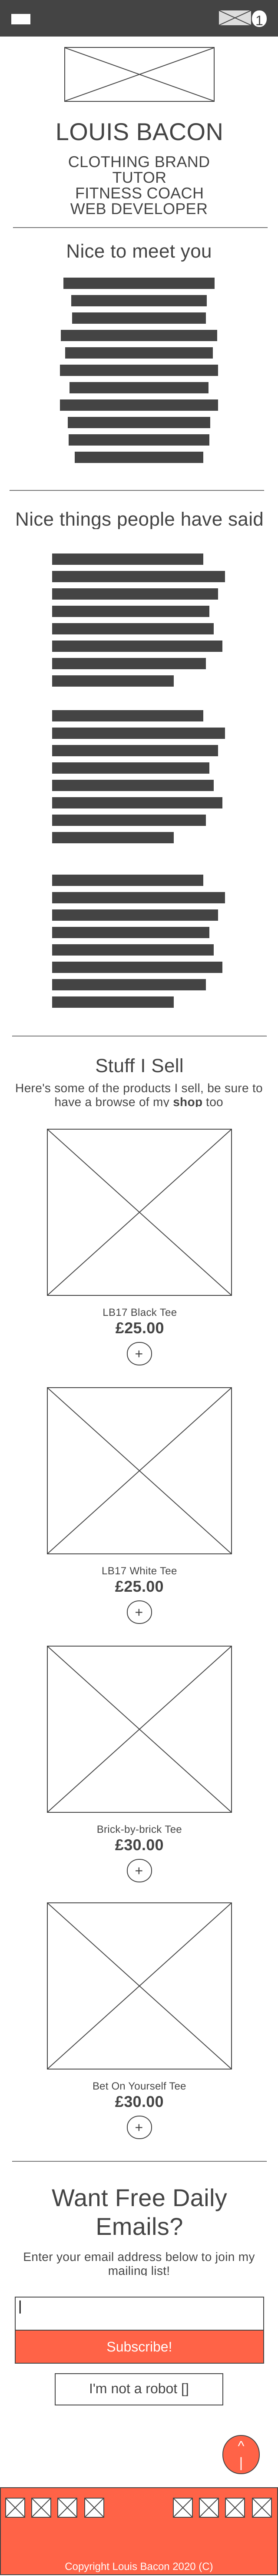 1
LOUIS BACON
CLOTHING BRAND
TUTOR
FITNESS COACH
WEB DEVELOPER
Nice to meet you
Nice things people have said
Stuff I Sell
Here's some of the products I sell, be sure to
have a browse of my shop too
LB17 Black Tee
£25.00
+
LB17 White Tee
£25.00
+
Brick-by-brick Tee
£30.00
+
Bet On Yourself Tee
£30.00
+
Want Free Daily
Emails?
Enter your email address below to join my
mailing list!
Subscribe!
I'm not a robot []
^
|
Copyright Louis Bacon 2020 (C)